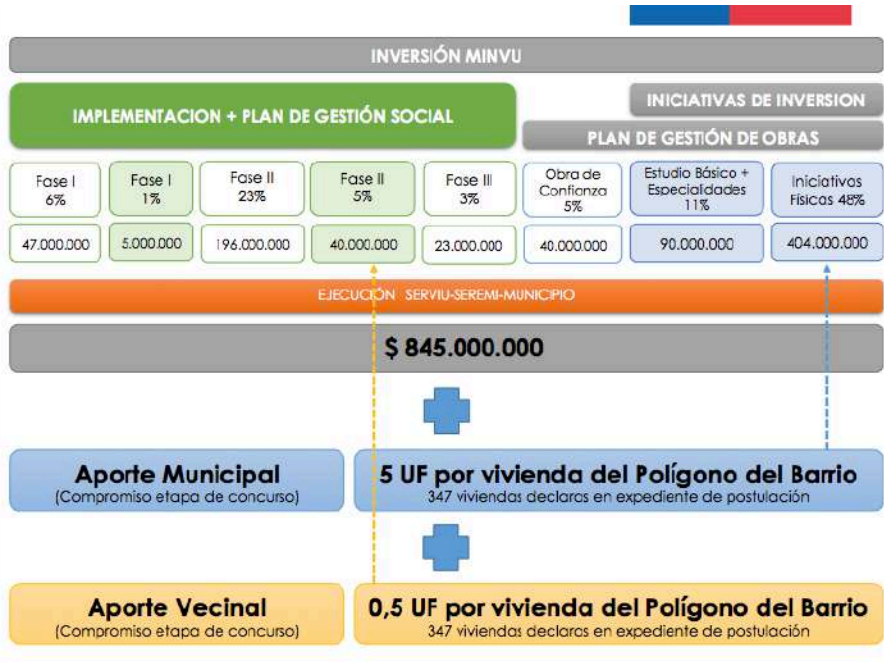 INVERSIÓN MINVU
IMPLEMENTACION + PLAN DE GESTIÓN SOCIAL
INICIATIVAS DE INVERSION
PLAN DE GESTIÓN DE OBRAS
Fase I
6%
Fase I
1%
Fase II
23%
Fase II
5%
Fase III
3%
Obra de
Confianza
5%
Estudio Básico +
Especialidades
11%
Iniciativas
Físicas 48%
47.000.000
5.000.000
196.000.000
40.000.000
23.000.000
40.000.000
90.000.000
404.000.000
EJECUCIÓN SERVIU-SEREMI-MUNICIPIO
$ 845.000.000
Aporte Municipal
(Compromiso etapa de concurso)
5 UF por vivienda del Polígono del Barrio
347 viviendas declaras en expediente de postulación
Aporte Vecinal
(Compromiso etapa de concurso)
0,5 UF por vivienda del Polígono del Barrio
347 viviendas declaras en expediente de postulación